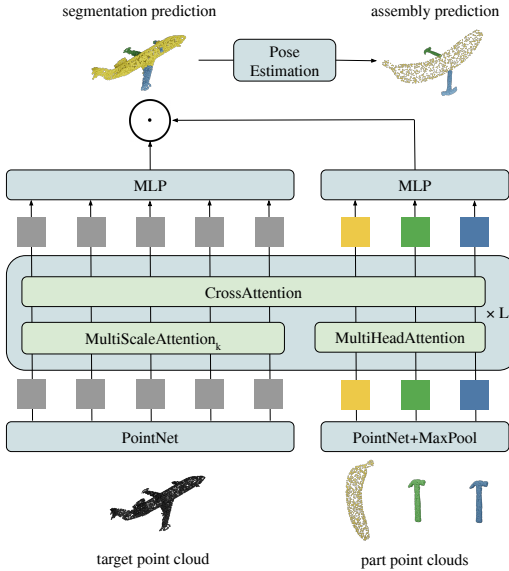 segmentation prediction
assembly prediction
Pose
Estimation
MLP
MLP
CrossAttention
× L
MultiScaleAttentionₖ
MultiHeadAttention
PointNet
PointNet+MaxPool
target point cloud
part point clouds